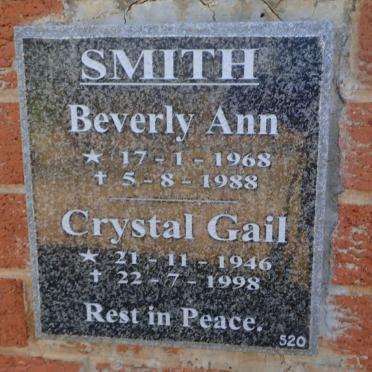 SMITH
Beverly Ann
★ 17 - 1 - 1968
✝ 5 - 8 - 1988
Crystal Gail
★ 21 - 11 - 1946
✝ 22 - 7 - 1998
Rest in Peace.
520